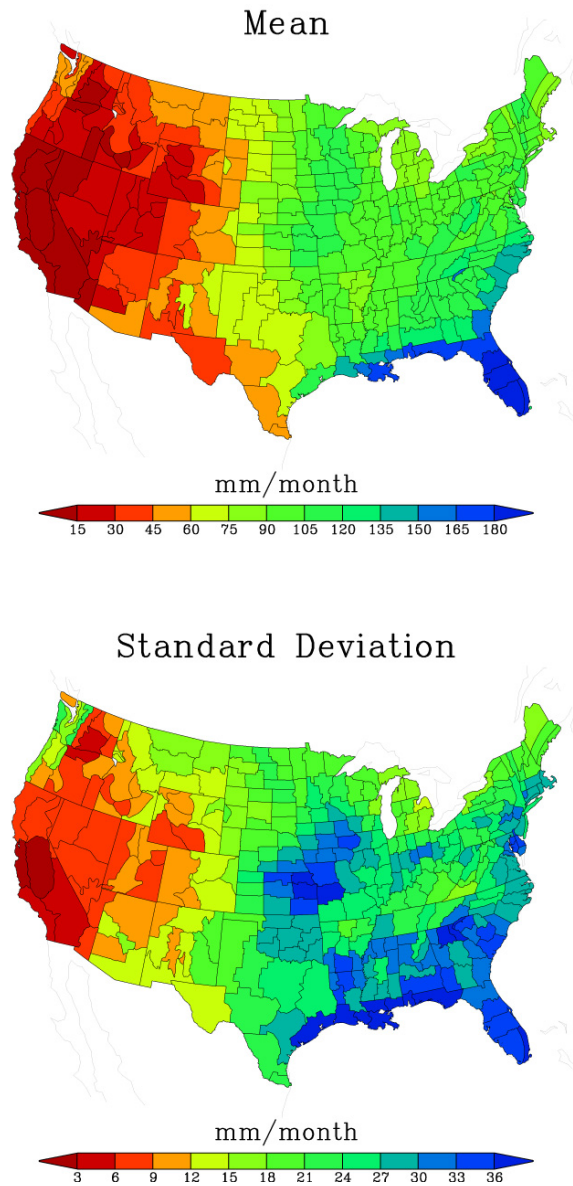 Mean
mm/month
15 30 45 60 75 90 105 120 135 150 165 180
Standard Deviation
mm/month
3 6 9 12 15 18 21 24 27 30 33 36